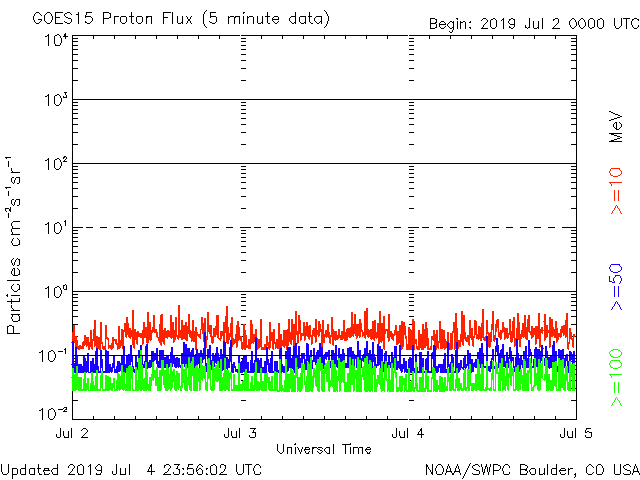 GOES15 Proton Flux (5 minute data)
Begin: 2019 Jul 2 0000 UTC
10⁴
10³
10²
10¹
10⁰
10⁻¹
10⁻²
Particles cm⁻²s⁻¹sr⁻¹
MeV
>=10
>=50
>=100
Jul 2
Jul 3
Jul 4
Jul 5
Universal Time
Updated 2019 Jul 4 23:56:02 UTC
NOAA/SWPC Boulder, CO USA